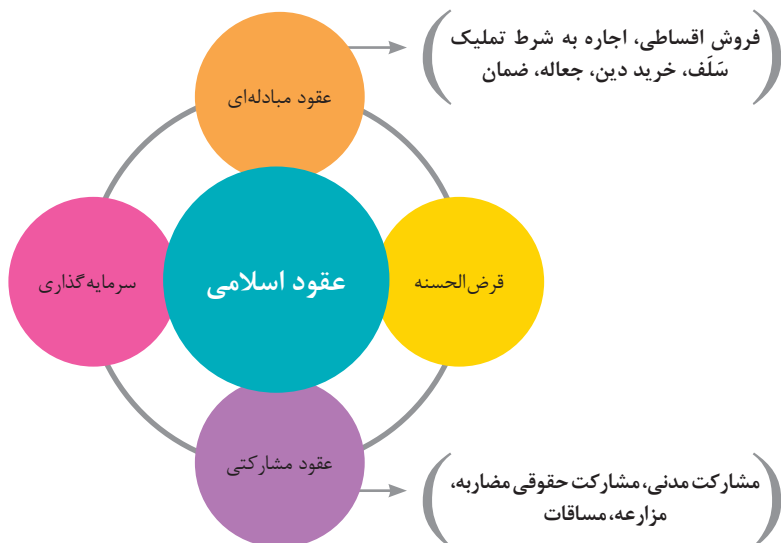 فروش اقساطی، اجاره به شرط تملیک
سَلَف، خرید دین، جعاله، ضمان
عقود مبادله‌ای
قرض‌الحسنه
عقود اسلامی
سرمایه‌گذاری
عقود مشارکتی
مشارکت مدنی، مشارکت حقوقی مضاربه،
مزارعه، مساقات